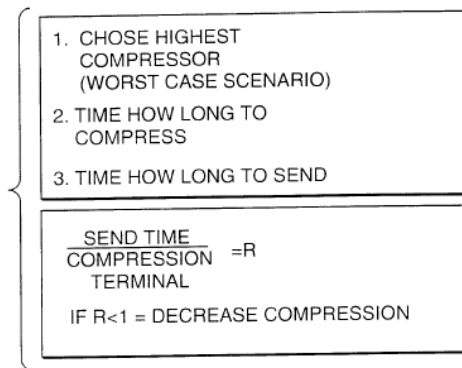 1. CHOSE HIGHEST
COMPRESSOR
(WORST CASE SCENARIO)
2. TIME HOW LONG TO
COMPRESS
3. TIME HOW LONG TO SEND
SEND TIME
COMPRESSION =R
TERMINAL
IF R<1 = DECREASE COMPRESSION